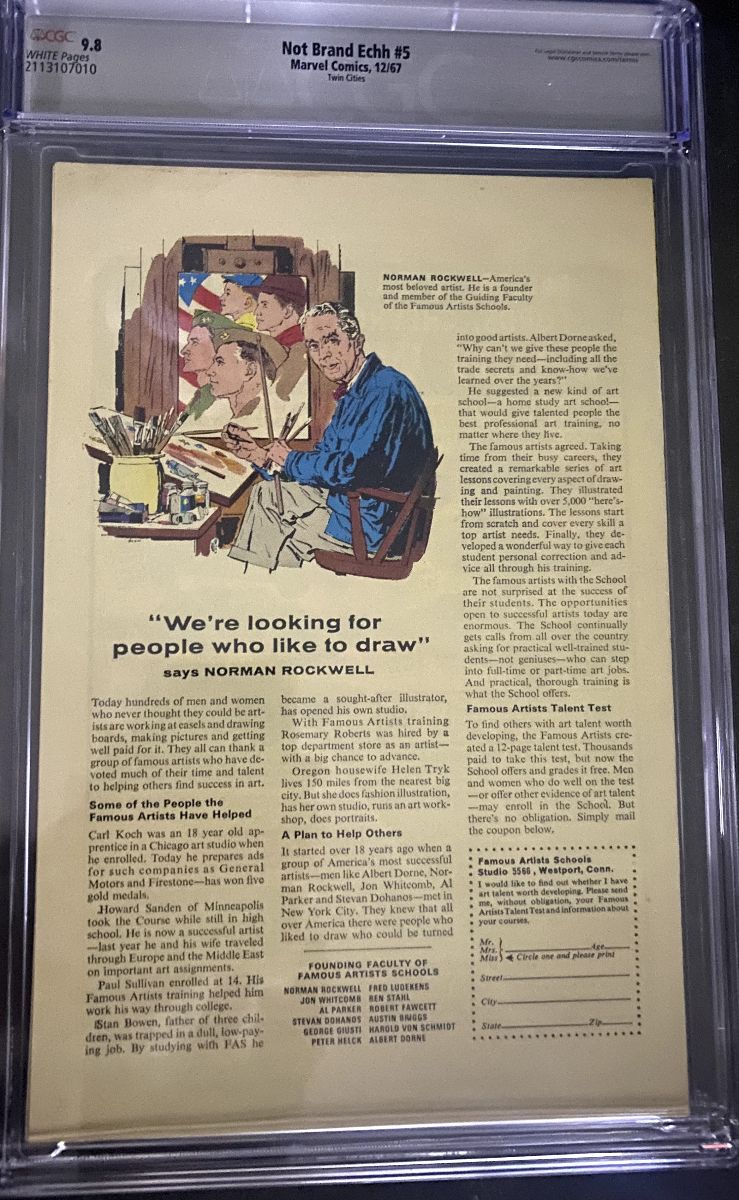 CGC 9.8
WHITE Pages
2113107010
Not Brand Echh #5
Marvel Comics, 12/67
Twin Cities
www.cgccomics.com/terms
NORMAN ROCKWELL—America's
most beloved artist. He is a founder
and member of the Guiding Faculty
of the Famous Artists Schools.
"We're looking for
people who like to draw"
says NORMAN ROCKWELL
Today hundreds of men and women
who never thought they could be art-
ists are working at easels and drawing
boards, making pictures and getting
well paid for it. They all can thank a
group of famous artists who have de-
voted much of their time and talent
to helping others find success in art.
Some of the People the
Famous Artists Have Helped
Carl Koch was an 18 year old ap-
prentice in a Chicago art studio when
he enrolled. Today he prepares ads
for such companies as General
Motors and Firestone—has won five
gold medals.
Howard Sanden of Minneapolis
took the Course while still in high
school. He is now a successful artist
—last year he and his wife traveled
through Europe and the Middle East
on important art assignments.
Paul Sullivan enrolled at 14. His
Famous Artists training helped him
work his way through college.
Stan Bowen, father of three chil-
dren, was trapped in a dull, low-pay-
ing job. By studying with FAS he
became a sought-after illustrator,
has opened his own studio.
With Famous Artists training
Rosemary Roberts was hired by a
top department store as an artist—
with a big chance to advance.
Oregon housewife Helen Tryk
lives 150 miles from the nearest big
city. But she does fashion illustration,
has her own studio, runs an art work-
shop, does portraits.
A Plan to Help Others
It started over 18 years ago when a
group of America's most successful
artists—men like Albert Dorne, Nor-
man Rockwell, Jon Whitcomb, Al
Parker and Stevan Dohanos—met in
New York City. They knew that all
over America there were people who
liked to draw who could be turned
FOUNDING FACULTY OF
FAMOUS ARTISTS SCHOOLS
NORMAN ROCKWELL FRED LUDEKENS
JON WHITCOMB BEN STAHL
AL PARKER ROBERT FAWCETT
STEVAN DOHANOS AUSTIN BRIGGS
GEORGE GIUSTI HAROLD VON SCHMIDT
PETER HELCK ALBERT DORNE
into good artists. Albert Dorne asked,
"Why can't we give these people the
training they need—including all the
trade secrets and know-how we've
learned over the years?"
He suggested a new kind of art
school—a home study art school—
that would give talented people the
best professional art training, no
matter where they live.
The famous artists agreed. Taking
time from their busy careers, they
created a remarkable series of art
lessons covering every aspect of draw-
ing and painting. They illustrated
their lessons with over 5,000 "here's-
how" illustrations. The lessons start
from scratch and cover every skill a
top artist needs. Finally, they de-
veloped a wonderful way to give each
student personal correction and ad-
vice all through his training.
The famous artists with the School
are not surprised at the success of
their students. The opportunities
open to successful artists today are
enormous. The School continually
gets calls from all over the country
asking for practical well-trained stu-
dents—not geniuses—who can step
into full-time or part-time art jobs.
And practical, thorough training is
what the School offers.
Famous Artists Talent Test
To find others with art talent worth
developing, the Famous Artists cre-
ated a 12-page talent test. Thousands
paid to take this test, but now the
School offers and grades it free. Men
and women who do well on the test
—or offer other evidence of art talent
—may enroll in the School. But
there's no obligation. Simply mail
the coupon below.
Famous Artists Schools
Studio 5566, Westport, Conn.
I would like to find out whether I have
art talent worth developing. Please send
me, without obligation, your Famous
Artists Talent Test and information about
your courses.
Mr.
Mrs. Age
Miss Circle one and please print
Street
City
State Zip